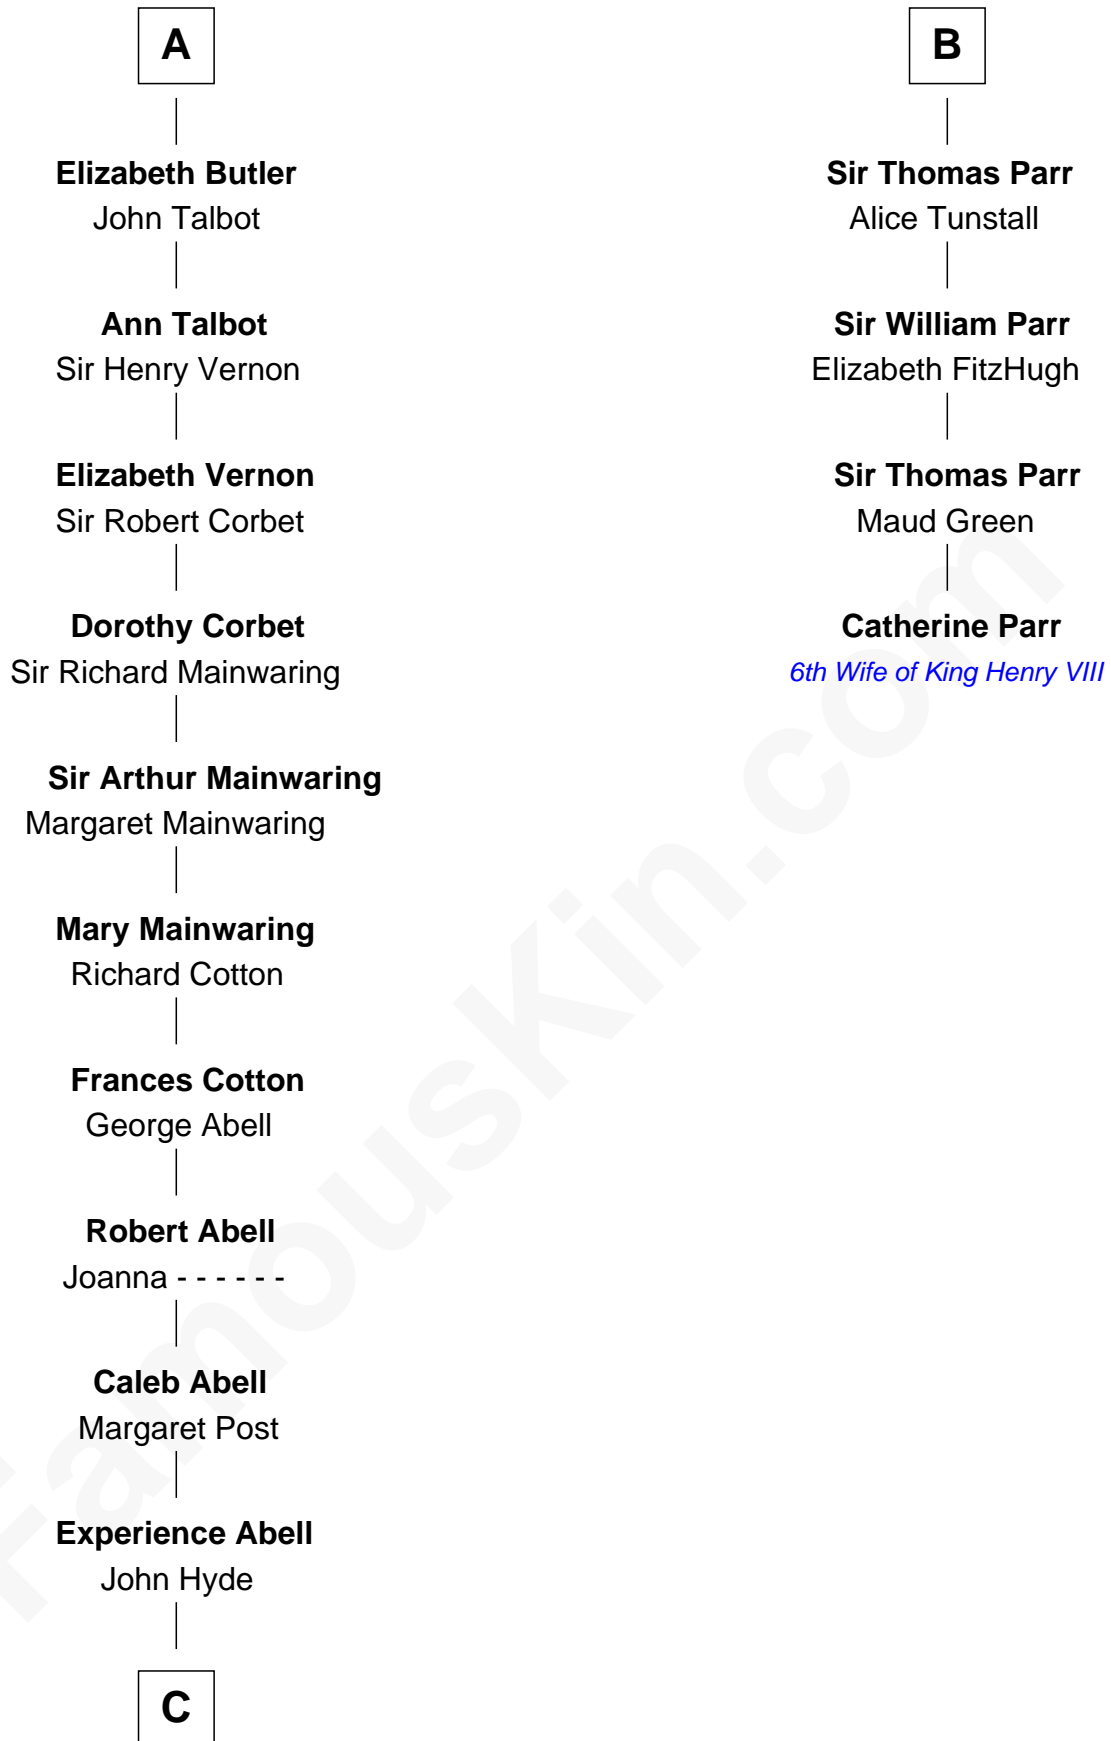 A
Elizabeth Butler
John Talbot
Ann Talbot
Sir Henry Vernon
Elizabeth Vernon
Sir Robert Corbet
Dorothy Corbet
Sir Richard Mainwaring
Sir Arthur Mainwaring
Margaret Mainwaring
Mary Mainwaring
Richard Cotton
Frances Cotton
George Abell
Robert Abell
Joanna - - - - - -
Caleb Abell
Margaret Post
Experience Abell
John Hyde
C
B
Sir Thomas Parr
Alice Tunstall
Sir William Parr
Elizabeth FitzHugh
Sir Thomas Parr
Maud Green
Catherine Parr
6th Wife of King Henry VIII
FamousKin.com